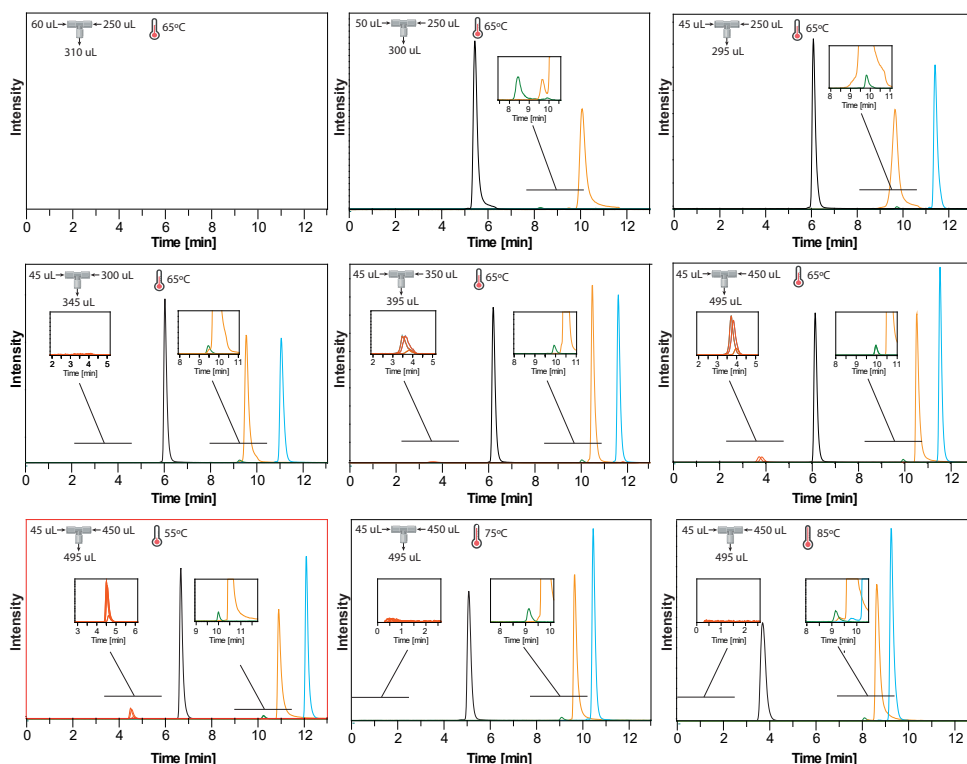 60 uL 250 uL 65ºC
310 uL
Intensity
0 2 4 6 8 10 12
Time [min]
50 uL 250 uL 65ºC
300 uL
8 9 10
Time [min]
Intensity
0 2 4 6 8 10 12
Time [min]
45 uL 250 uL 65ºC
295 uL
8 9 10 11
Time [min]
Intensity
0 2 4 6 8 10 12
Time [min]
45 uL 300 uL 65ºC
345 uL
2 3 4 5
Time [min]
8 9 10 11
Time [min]
Intensity
0 2 4 6 8 10 12
Time [min]
45 uL 350 uL 65ºC
395 uL
2 3 4 5
Time [min]
8 9 10 11
Time [min]
Intensity
0 2 4 6 8 10 12
Time [min]
45 uL 450 uL 65ºC
495 uL
2 3 4 5
Time [min]
8 9 10 11
Time [min]
Intensity
0 2 4 6 8 10 12
Time [min]
45 uL 450 uL 55ºC
495 uL
3 4 5 6
Time [min]
9 10 11
Time [min]
Intensity
0 2 4 6 8 10 12
Time [min]
45 uL 450 uL 75ºC
495 uL
0 1 2
Time [min]
8 9 10
Time [min]
Intensity
0 2 4 6 8 10 12
Time [min]
45 uL 450 uL 85ºC
495 uL
0 1 2
Time [min]
8 9 10
Time [min]
Intensity
0 2 4 6 8 10 12
Time [min]